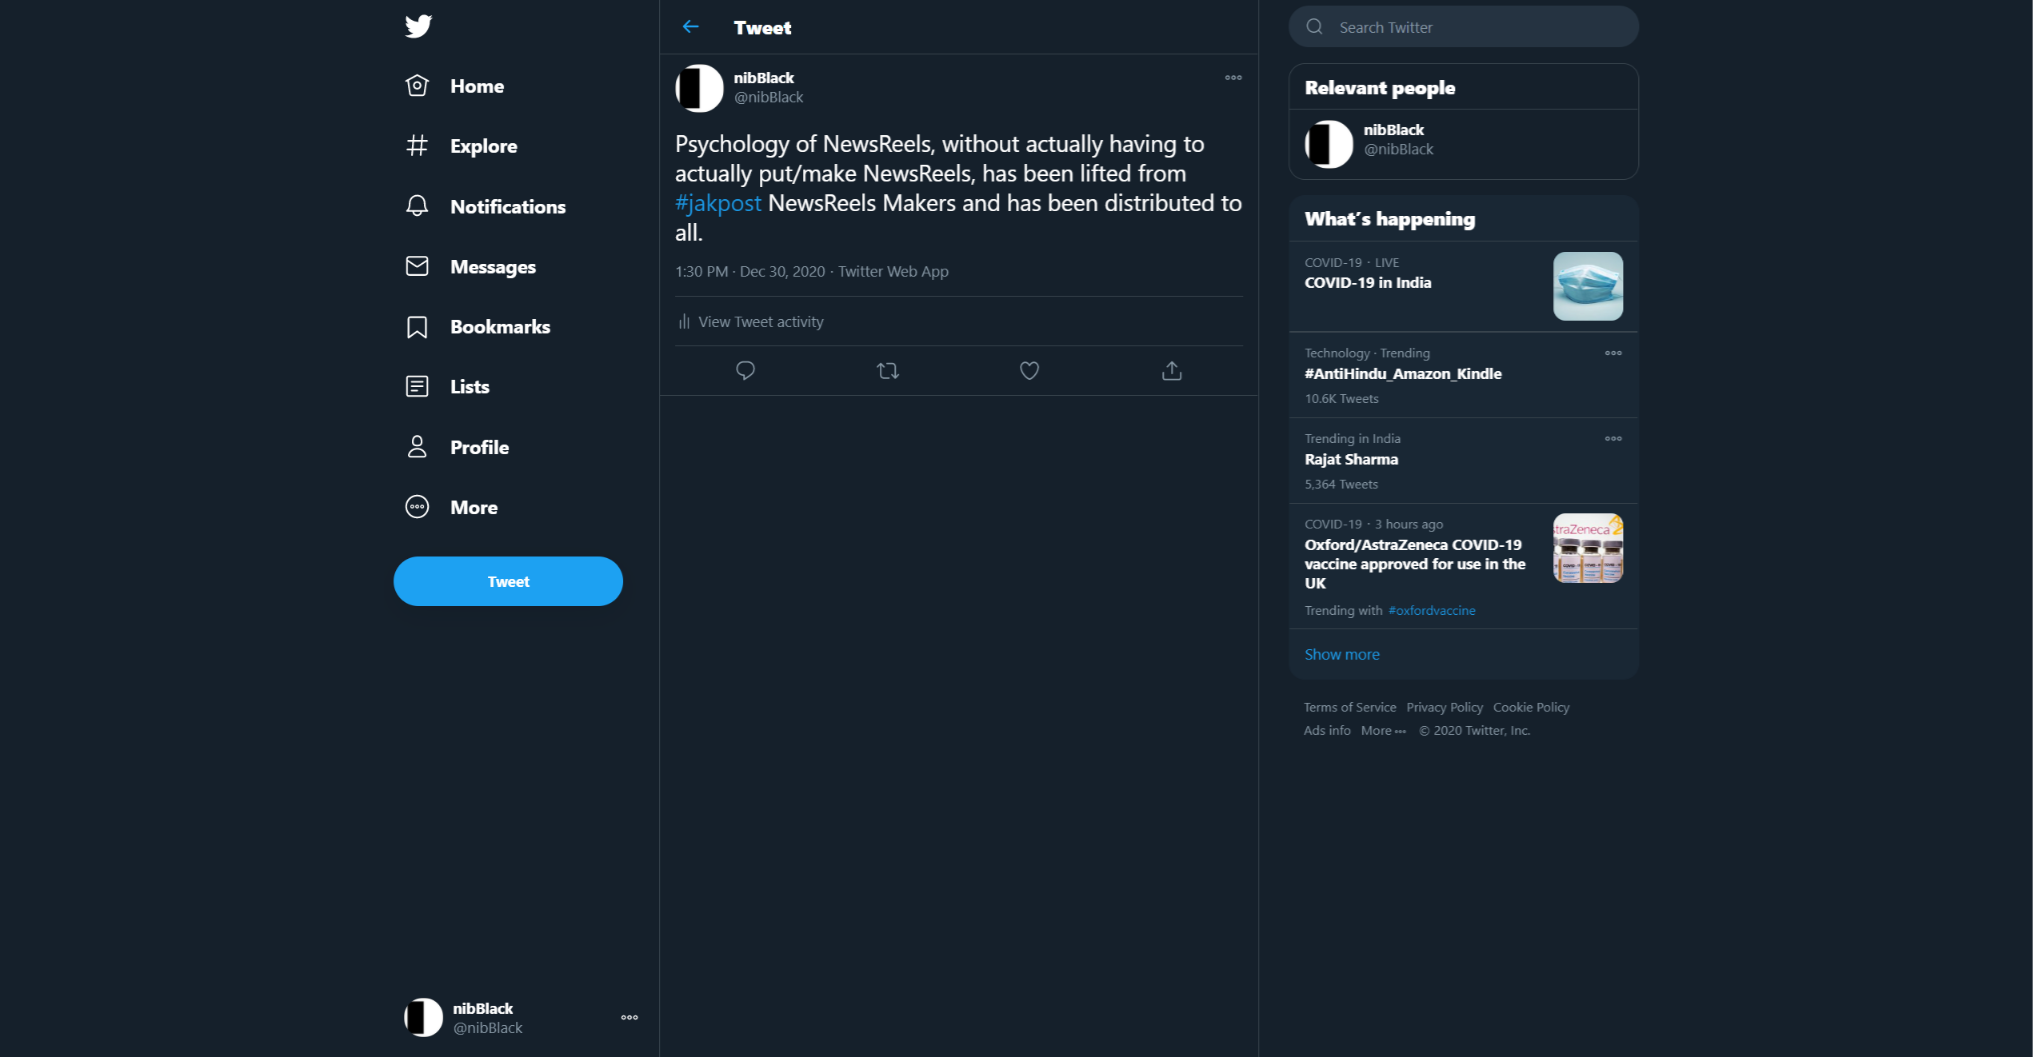 Home
Explore
Notifications
Messages
Bookmarks
Lists
Profile
More
Tweet
nibBlack
@nibBlack
Tweet
nibBlack
@nibBlack
Psychology of NewsReels, without actually having to
actually put/make NewsReels, has been lifted from
#jakpost NewsReels Makers and has been distributed to
all.
1:30 PM · Dec 30, 2020 · Twitter Web App
View Tweet activity
Search Twitter
Relevant people
nibBlack
@nibBlack
What's happening
COVID-19 · LIVE
COVID-19 in India
Technology · Trending
#AntiHindu_Amazon_Kindle
10.6K Tweets
Trending in India
Rajat Sharma
5,364 Tweets
COVID-19 · 3 hours ago
Oxford/AstraZeneca COVID-19
vaccine approved for use in the
UK
Trending with #oxfordvaccine
traZeneca
Show more
Terms of Service Privacy Policy Cookie Policy
Ads info More ··· © 2020 Twitter, Inc.